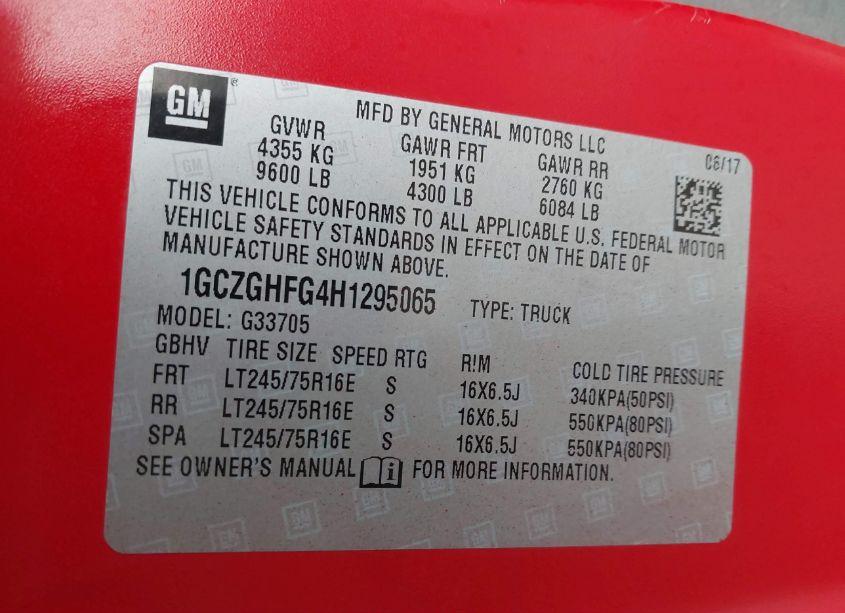 GM
MFD BY GENERAL MOTORS LLC
06/17
GVWR GAWR FRT GAWR RR
4355 KG 1951 KG 2760 KG
9600 LB 4300 LB 6084 LB
THIS VEHICLE CONFORMS TO ALL APPLICABLE U.S. FEDERAL MOTOR
VEHICLE SAFETY STANDARDS IN EFFECT ON THE DATE OF
MANUFACTURE SHOWN ABOVE.
1GCZGHFG4H1295065 TYPE: TRUCK
MODEL: G33705
GBHV TIRE SIZE SPEED RTG RIM COLD TIRE PRESSURE
FRT LT245/75R16E S 16X6.5J 340KPA(50PSI)
RR LT245/75R16E S 16X6.5J 550KPA(80PSI)
SPA LT245/75R16E S 16X6.5J 550KPA(80PSI)
SEE OWNER'S MANUAL FOR MORE INFORMATION.